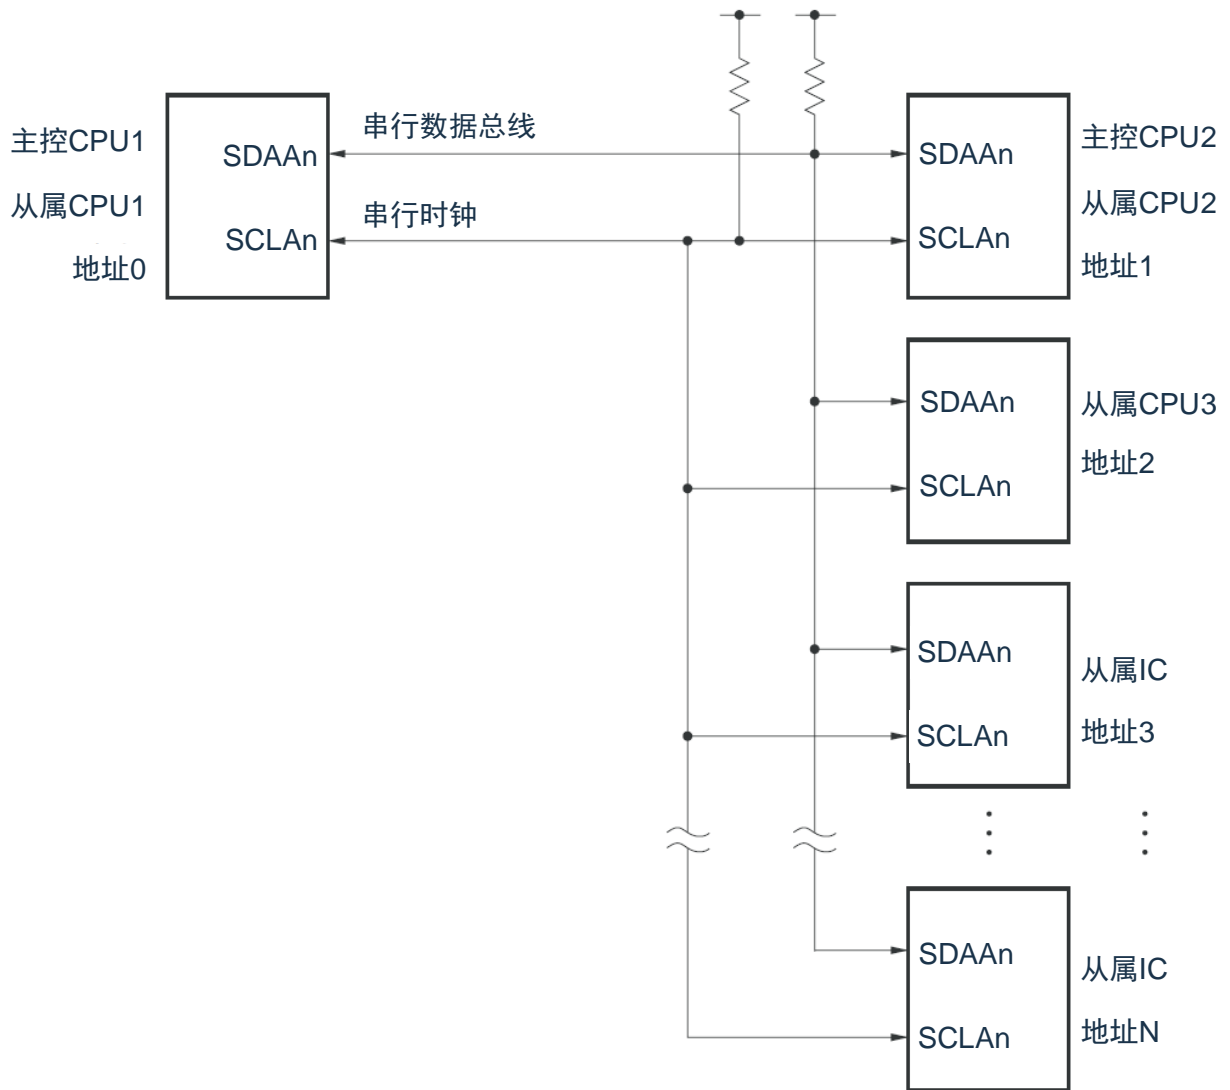 主控CPU1
从属CPU1
地址0
SDAAn
SCLAn
串行数据总线
串行时钟
SDAAn
SCLAn
主控CPU2
从属CPU2
地址1
SDAAn
SCLAn
从属CPU3
地址2
SDAAn
SCLAn
从属IC
地址3
SDAAn
SCLAn
从属IC
地址N